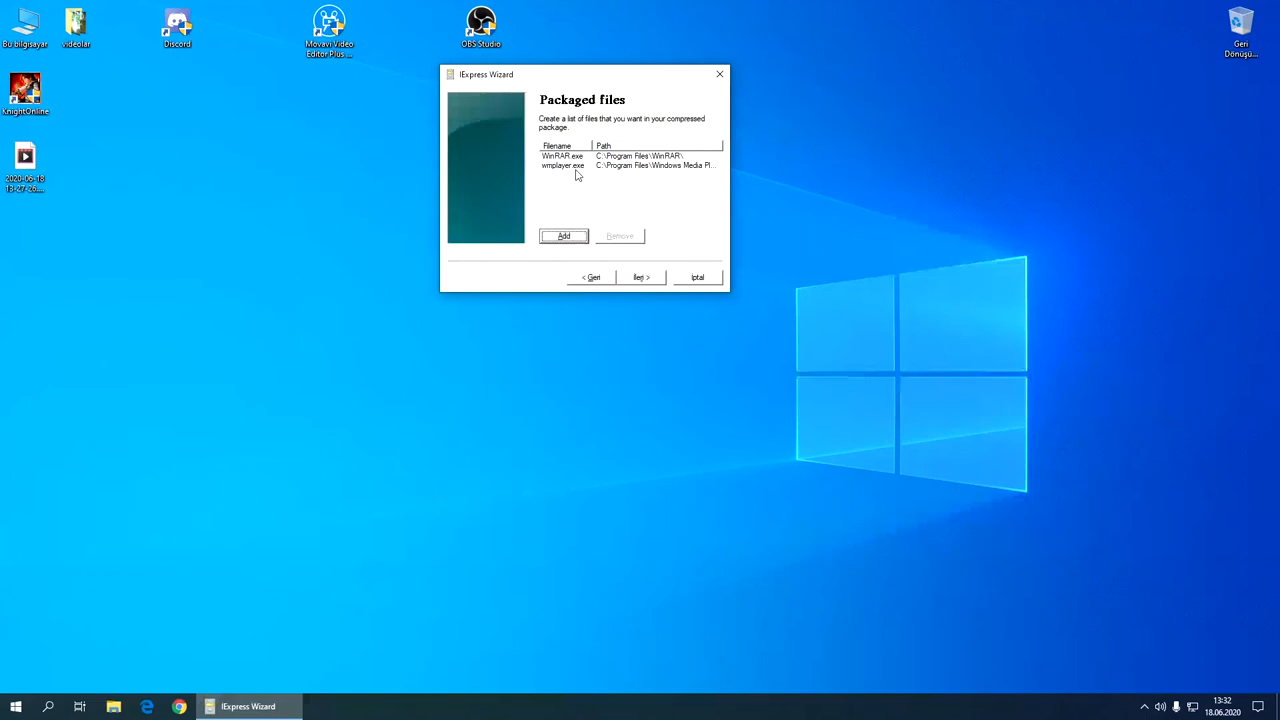 Bu bilgisayar
videolar
Discord
Movavi Video
Editor Plus ...
OBS Studio
Geri
Dönüşü...
KnightOnline
2020-06-18
13-27-26....
IExpress Wizard
Packaged files
Create a list of files that you want in your compressed
package.
Filename Path
WinRAR.exe C:\Program Files\WinRAR\
wmplayer.exe C:\Program Files\Windows Media Pl...
Add Remove
< Geri İleri > İptal
IExpress Wizard
13:32
18.06.2020